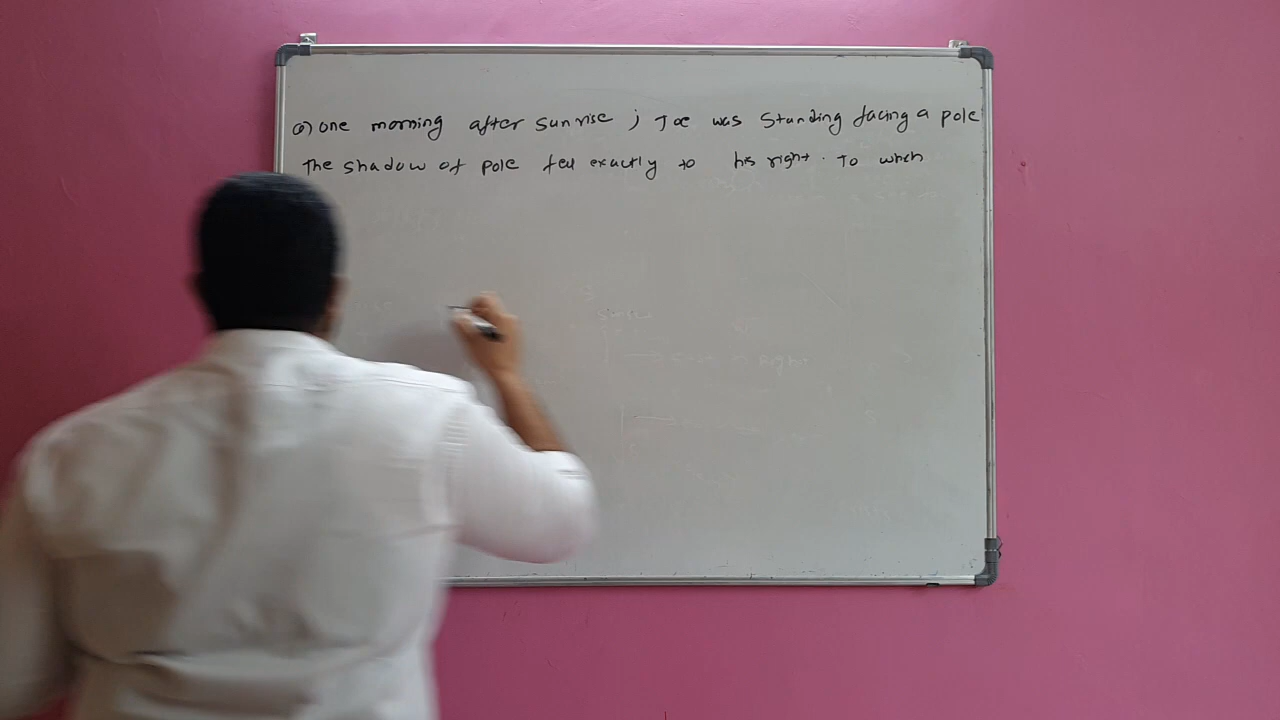 Q) one morning after sunrise ; Joe was standing facing a pole
The shadow of pole fell exactly to his right. To which